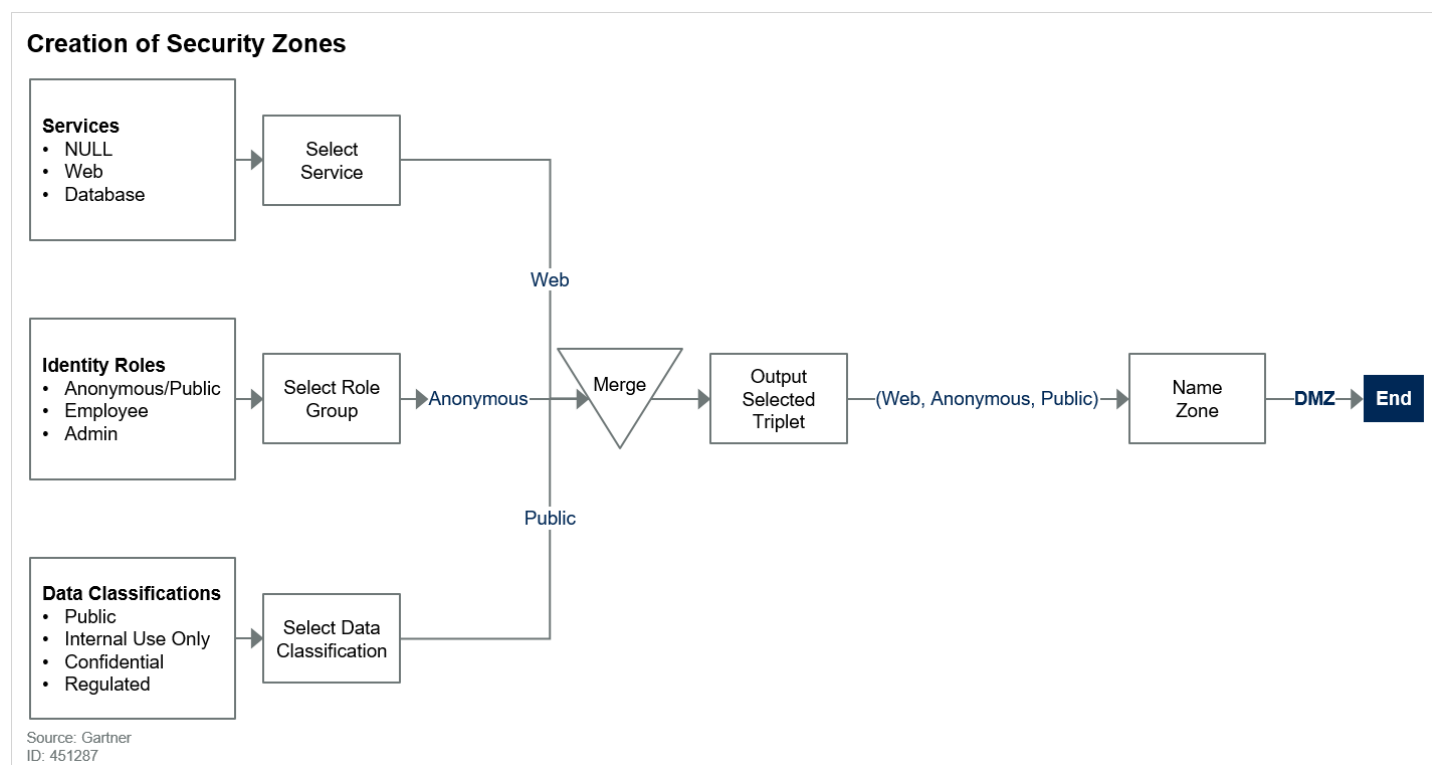 Creation of Security Zones
Services
• NULL
• Web
• Database
Select
Service
Web
Identity Roles
• Anonymous/Public
• Employee
• Admin
Select Role
Group
Anonymous
Merge
Output
Selected
Triplet
(Web, Anonymous, Public)
Name
Zone
DMZ
End
Public
Data Classifications
• Public
• Internal Use Only
• Confidential
• Regulated
Select Data
Classification
Source: Gartner
ID: 451287